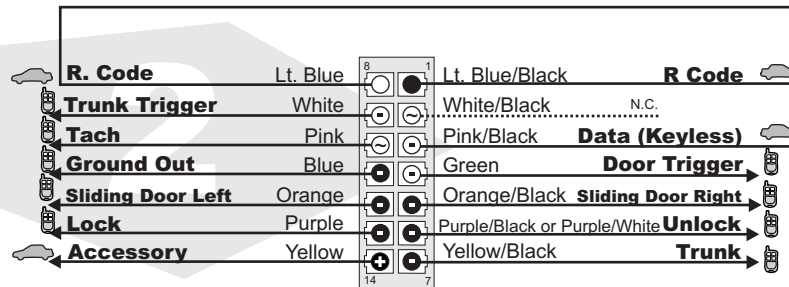 8 1
R. Code Lt. Blue Lt. Blue/Black R Code
Trunk Trigger White White/Black N.C.
Tach Pink Pink/Black Data (Keyless)
Ground Out Blue Green Door Trigger
Sliding Door Left Orange Orange/Black Sliding Door Right
Lock Purple Purple/Black or Purple/White Unlock
Accessory Yellow Yellow/Black Trunk
14 7
2